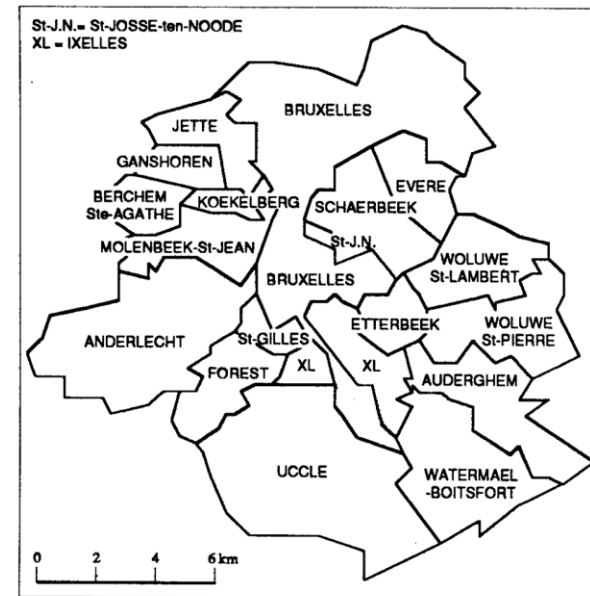 St-J.N.= St-JOSSE-ten-NOODE
XL = IXELLES
BRUXELLES
JETTE
GANSHOREN
EVERE
BERCHEM
Ste-AGATHE
KOEKELBERG
SCHAERBEEK
St-J.N.
MOLENBEEK-St-JEAN
WOLUWE
St-LAMBERT
BRUXELLES
ETTERBEEK
WOLUWE
St-PIERRE
ANDERLECHT
St-GILLES
FOREST
XL
XL
AUDERGHEM
UCCLE
WATERMAEL
-BOITSFORT
0 2 4 6 km